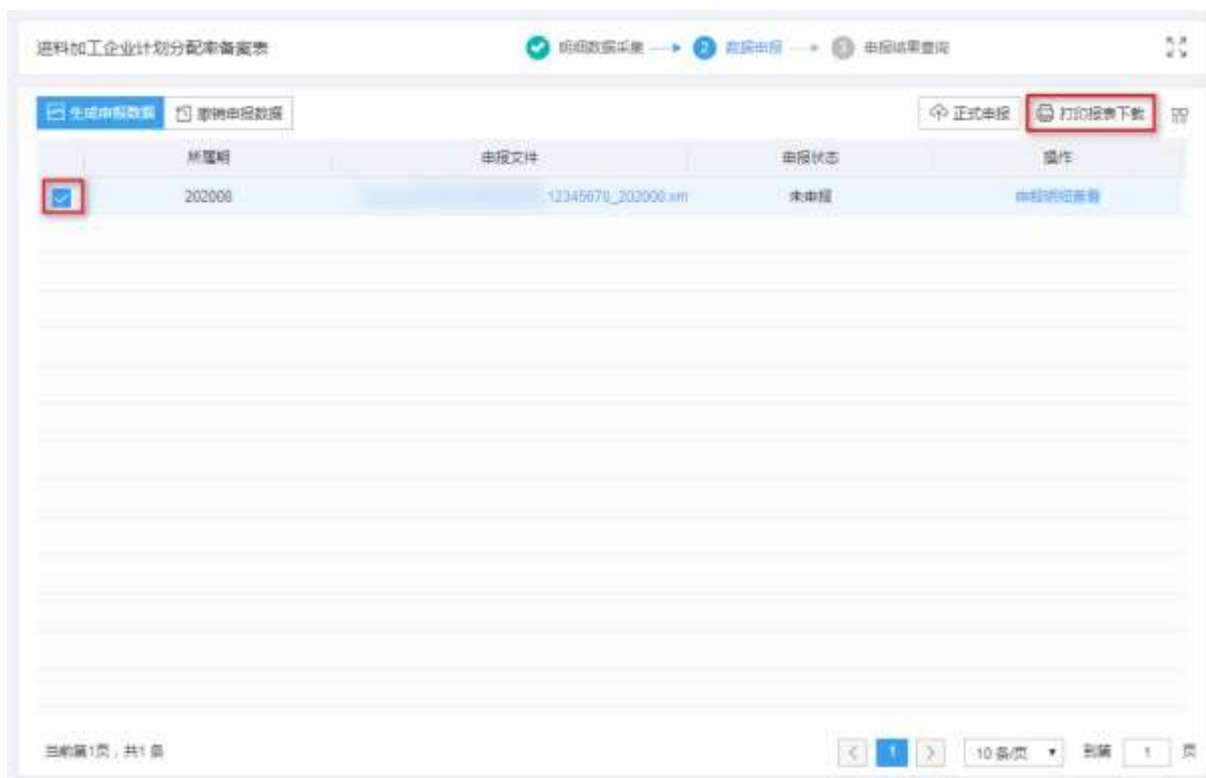 进料加工企业计划分配率备案表 明细数据采集 2 数据申报 3 申报结果查询
生成申报数据 撤销申报数据 正式申报 打印报表下载
所属期 申报文件 申报状态 操作
202008 12345678_202008.xml 未申报 申报明细查看
当前第1页,共1 条 1 10 条/页 到第 1 页